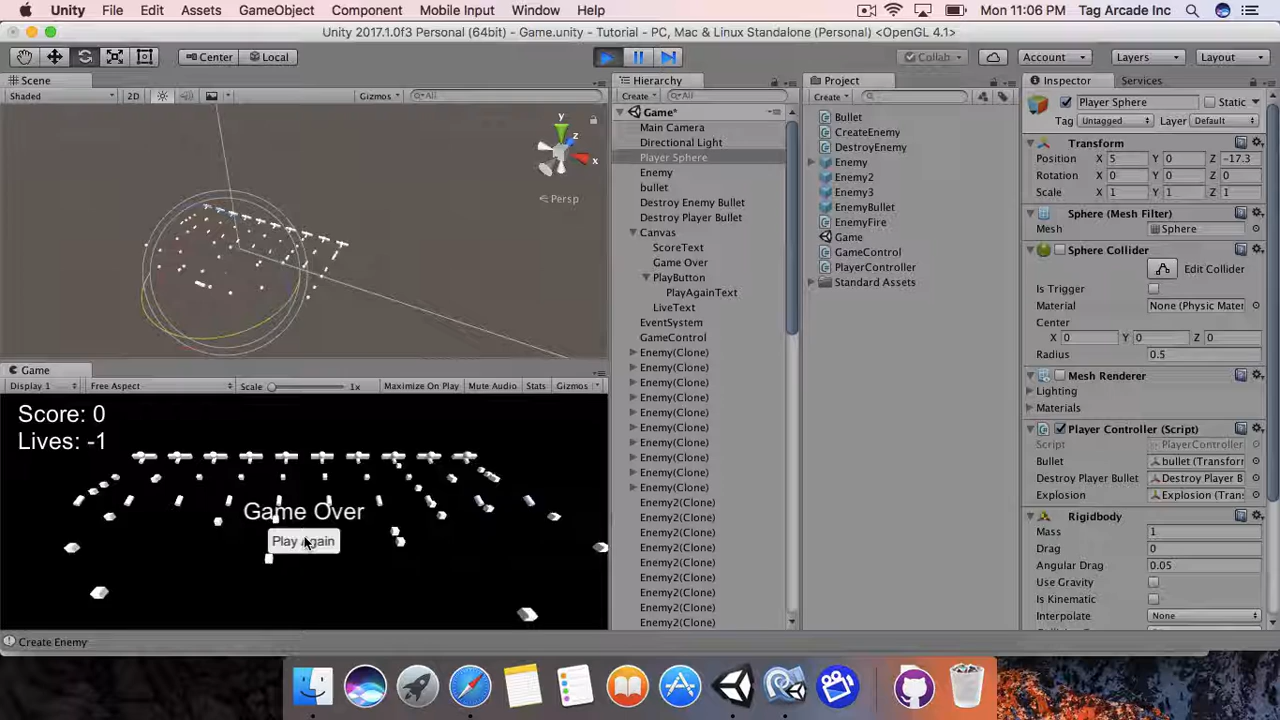 Unity File Edit Assets GameObject Component Mobile Input Window Help Mon 11:06 PM Tag Arcade Inc
Unity 2017.1.0f3 Personal (64bit) - Game.unity - Tutorial - PC, Mac & Linux Standalone (Personal) <OpenGL 4.1>
Center Local Collab Account Layers Layout
Scene
Shaded 2D Gizmos All
y
z
x
Persp
Game
Display 1 Free Aspect Scale 1x Maximize On Play Mute Audio Stats Gizmos
Score: 0
Lives: -1
Game Over
Play Again
Create Enemy
Hierarchy
Create All
Game*
Main Camera
Directional Light
Player Sphere
Enemy
bullet
Destroy Enemy Bullet
Destroy Player Bullet
Canvas
ScoreText
Game Over
PlayButton
PlayAgainText
LiveText
EventSystem
GameControl
Enemy(Clone)
Enemy(Clone)
Enemy(Clone)
Enemy(Clone)
Enemy(Clone)
Enemy(Clone)
Enemy(Clone)
Enemy(Clone)
Enemy(Clone)
Enemy(Clone)
Enemy2(Clone)
Enemy2(Clone)
Enemy2(Clone)
Enemy2(Clone)
Enemy2(Clone)
Enemy2(Clone)
Enemy2(Clone)
Enemy2(Clone)
Enemy2(Clone)
Project
Create
Bullet
CreateEnemy
DestroyEnemy
Enemy
Enemy2
Enemy3
EnemyBullet
EnemyFire
Game
GameControl
PlayerController
Standard Assets
Inspector Services
Player Sphere Static
Tag Untagged Layer Default
Transform
Position X 5 Y 0 Z -17.3
Rotation X 0 Y 0 Z 0
Scale X 1 Y 1 Z 1
Sphere (Mesh Filter)
Mesh Sphere
Sphere Collider
Edit Collider
Is Trigger
Material None (Physic Mater
Center
X 0 Y 0 Z 0
Radius 0.5
Mesh Renderer
Lighting
Materials
Player Controller (Script)
Script PlayerController
Bullet bullet (Transform
Destroy Player Bullet Destroy Player B
Explosion Explosion (Tran
Rigidbody
Mass 1
Drag 0
Angular Drag 0.05
Use Gravity
Is Kinematic
Interpolate None